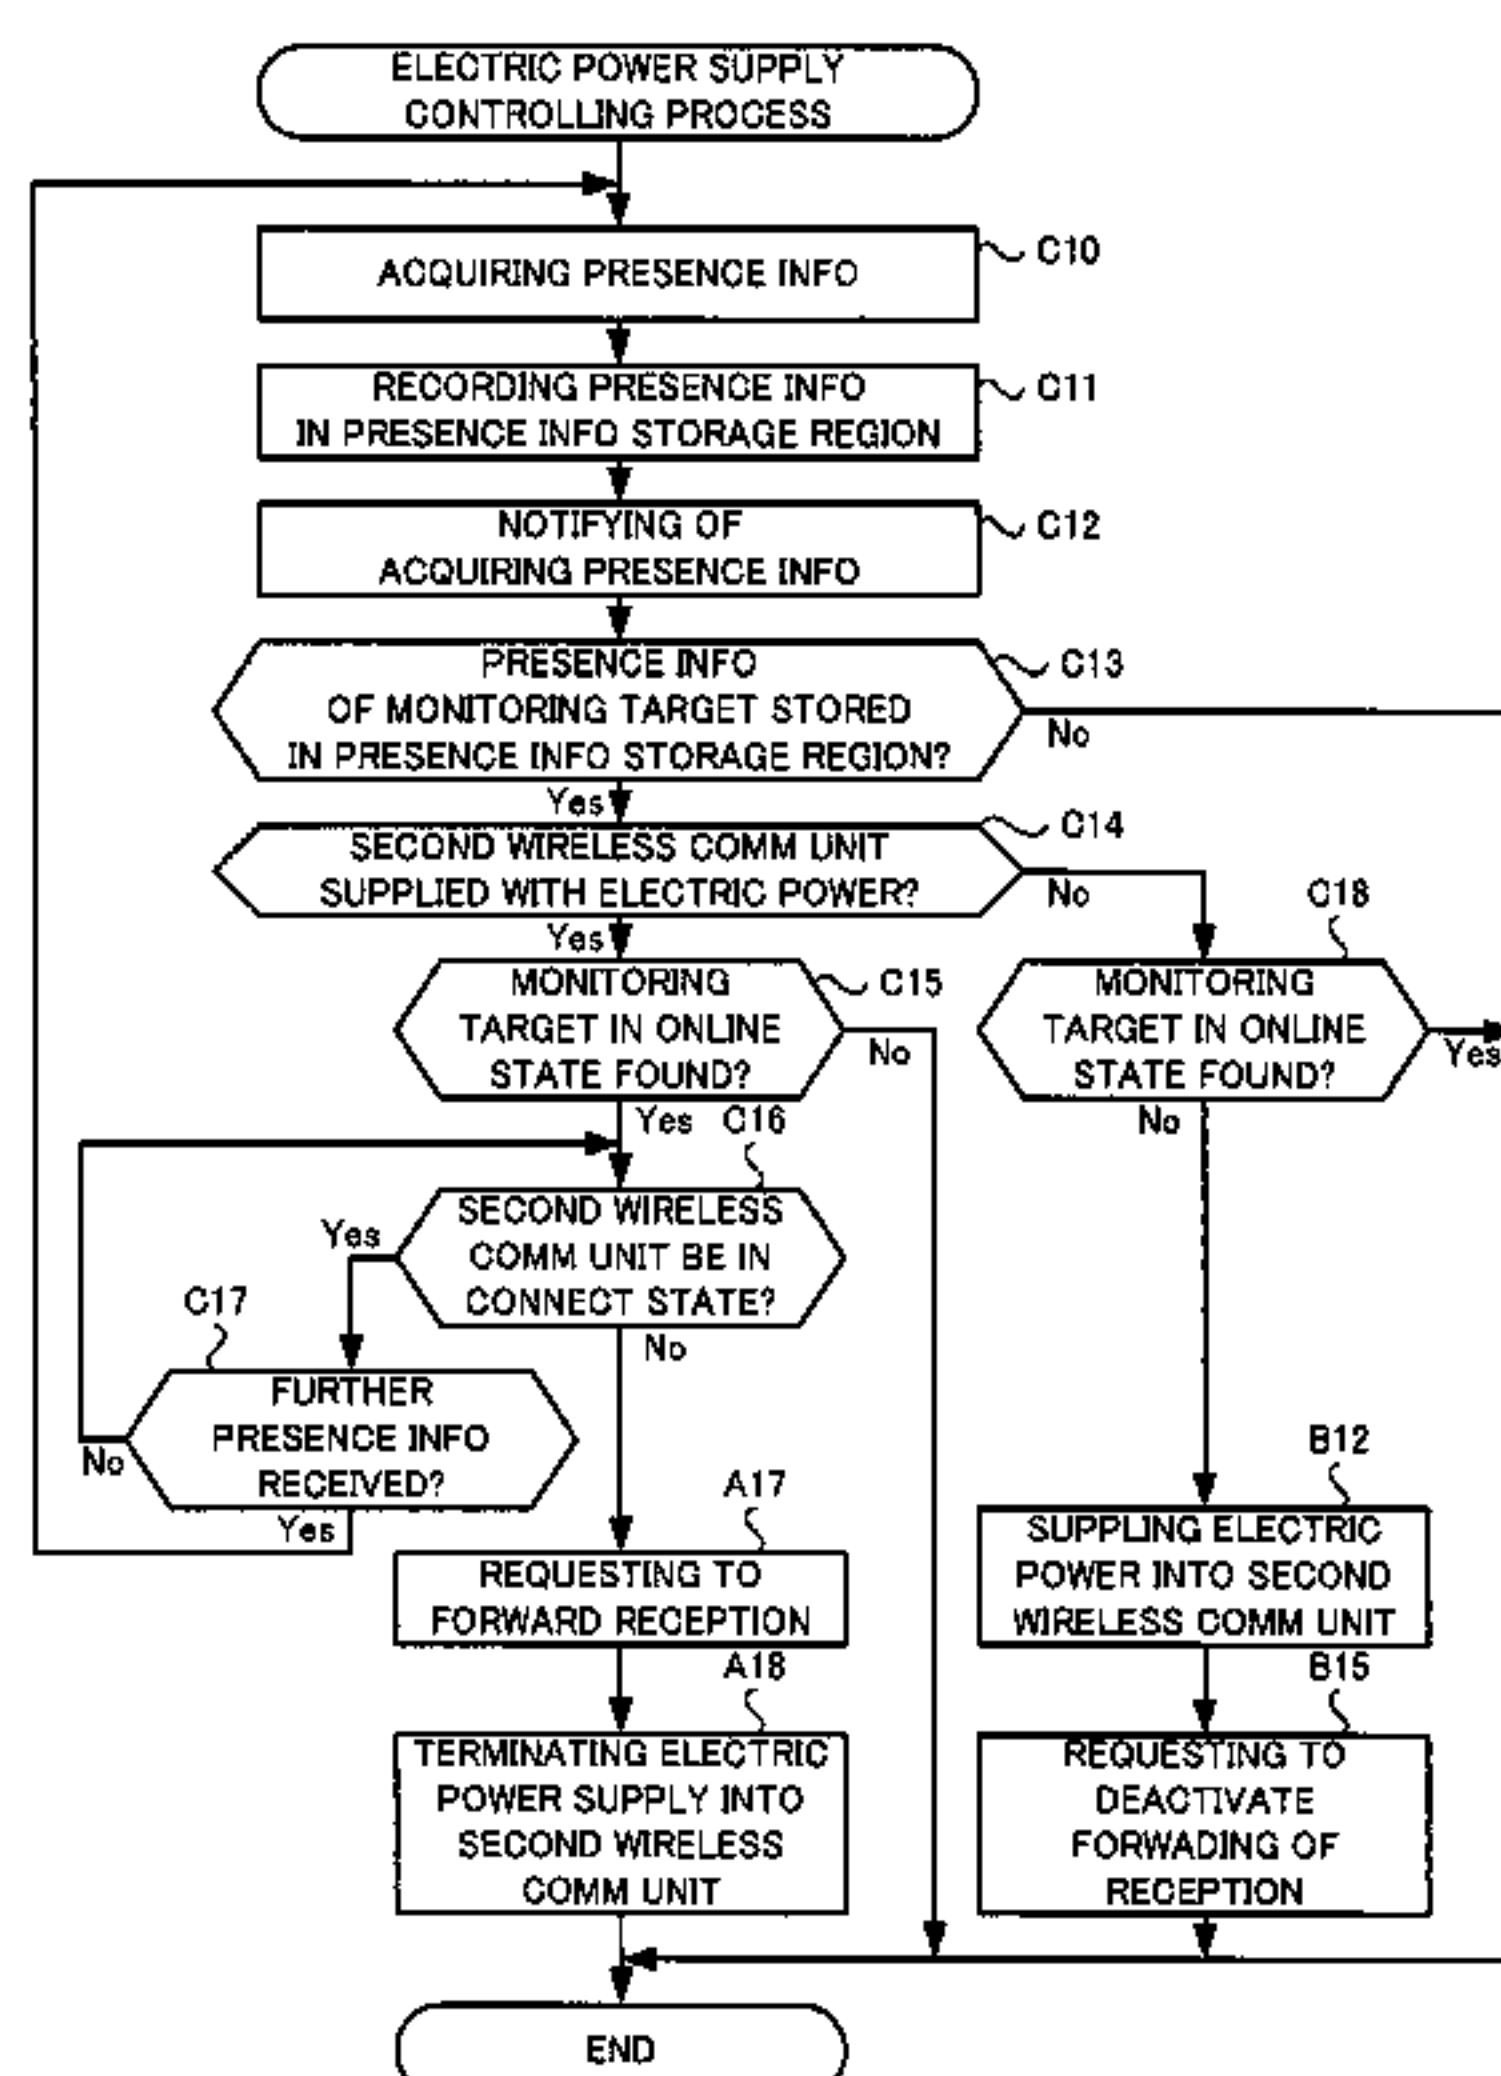 ELECTRIC POWER SUPPLY
CONTROLLING PROCESS
ACQUIRING PRESENCE INFO
C10
RECORDING PRESENCE INFO
IN PRESENCE INFO STORAGE REGION
C11
NOTIFYING OF
ACQUIRING PRESENCE INFO
C12
PRESENCE INFO
OF MONITORING TARGET STORED
IN PRESENCE INFO STORAGE REGION?
C13
No
Yes
SECOND WIRELESS COMM UNIT
SUPPLIED WITH ELECTRIC POWER?
C14
No
Yes
MONITORING
TARGET IN ONLINE
STATE FOUND?
C15
No
Yes
C18
MONITORING
TARGET IN ONLINE
STATE FOUND?
Yes
No
C16
SECOND WIRELESS
COMM UNIT BE IN
CONNECT STATE?
Yes
No
C17
FURTHER
PRESENCE INFO
RECEIVED?
No
Yes
A17
REQUESTING TO
FORWARD RECEPTION
B12
SUPPLING ELECTRIC
POWER INTO SECOND
WIRELESS COMM UNIT
A18
TERMINATING ELECTRIC
POWER SUPPLY INTO
SECOND WIRELESS
COMM UNIT
B15
REQUESTING TO
DEACTIVATE
FORWADING OF
RECEPTION
END